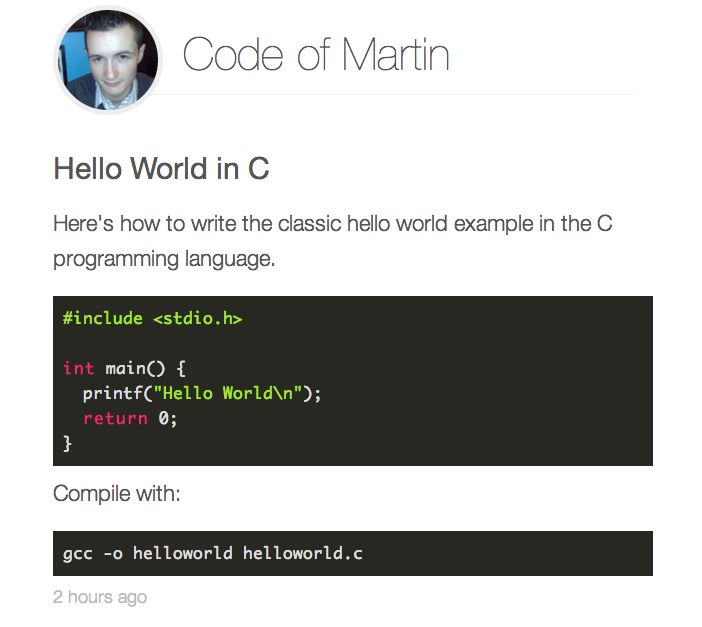 Code of Martin
Hello World in C
Here's how to write the classic hello world example in the C
programming language.
#include <stdio.h>
int main() {
  printf("Hello World\n");
  return 0;
}
Compile with:
gcc -o helloworld helloworld.c
2 hours ago